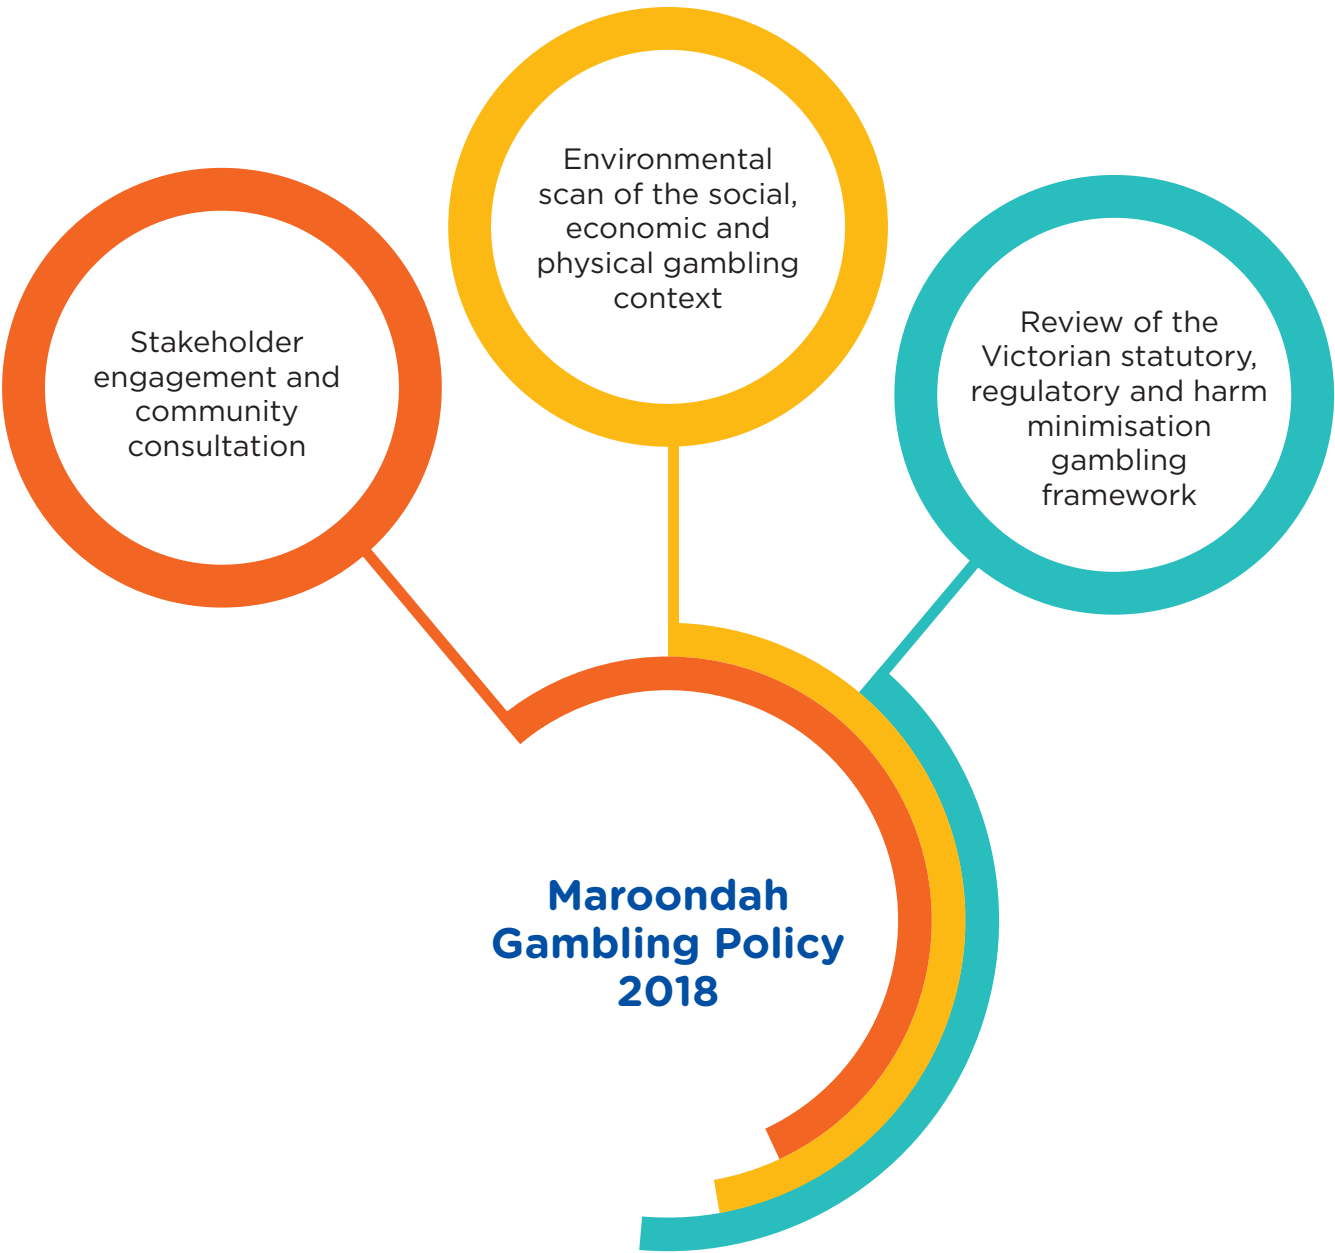 Stakeholder
engagement and
community
consultation
Environmental
scan of the social,
economic and
physical gambling
context
Review of the
Victorian statutory,
regulatory and harm
minimisation
gambling
framework
Maroondah
Gambling Policy
2018